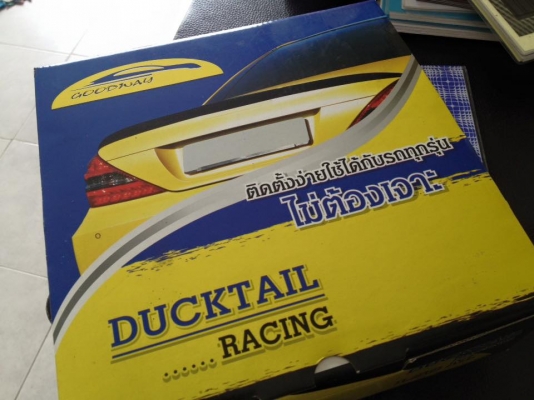 GOODWAY
ติดตั้งง่ายใช้ได้กับรถทุกรุ่น
ไม่ต้องเจาะ
DUCKTAIL
...... RACING